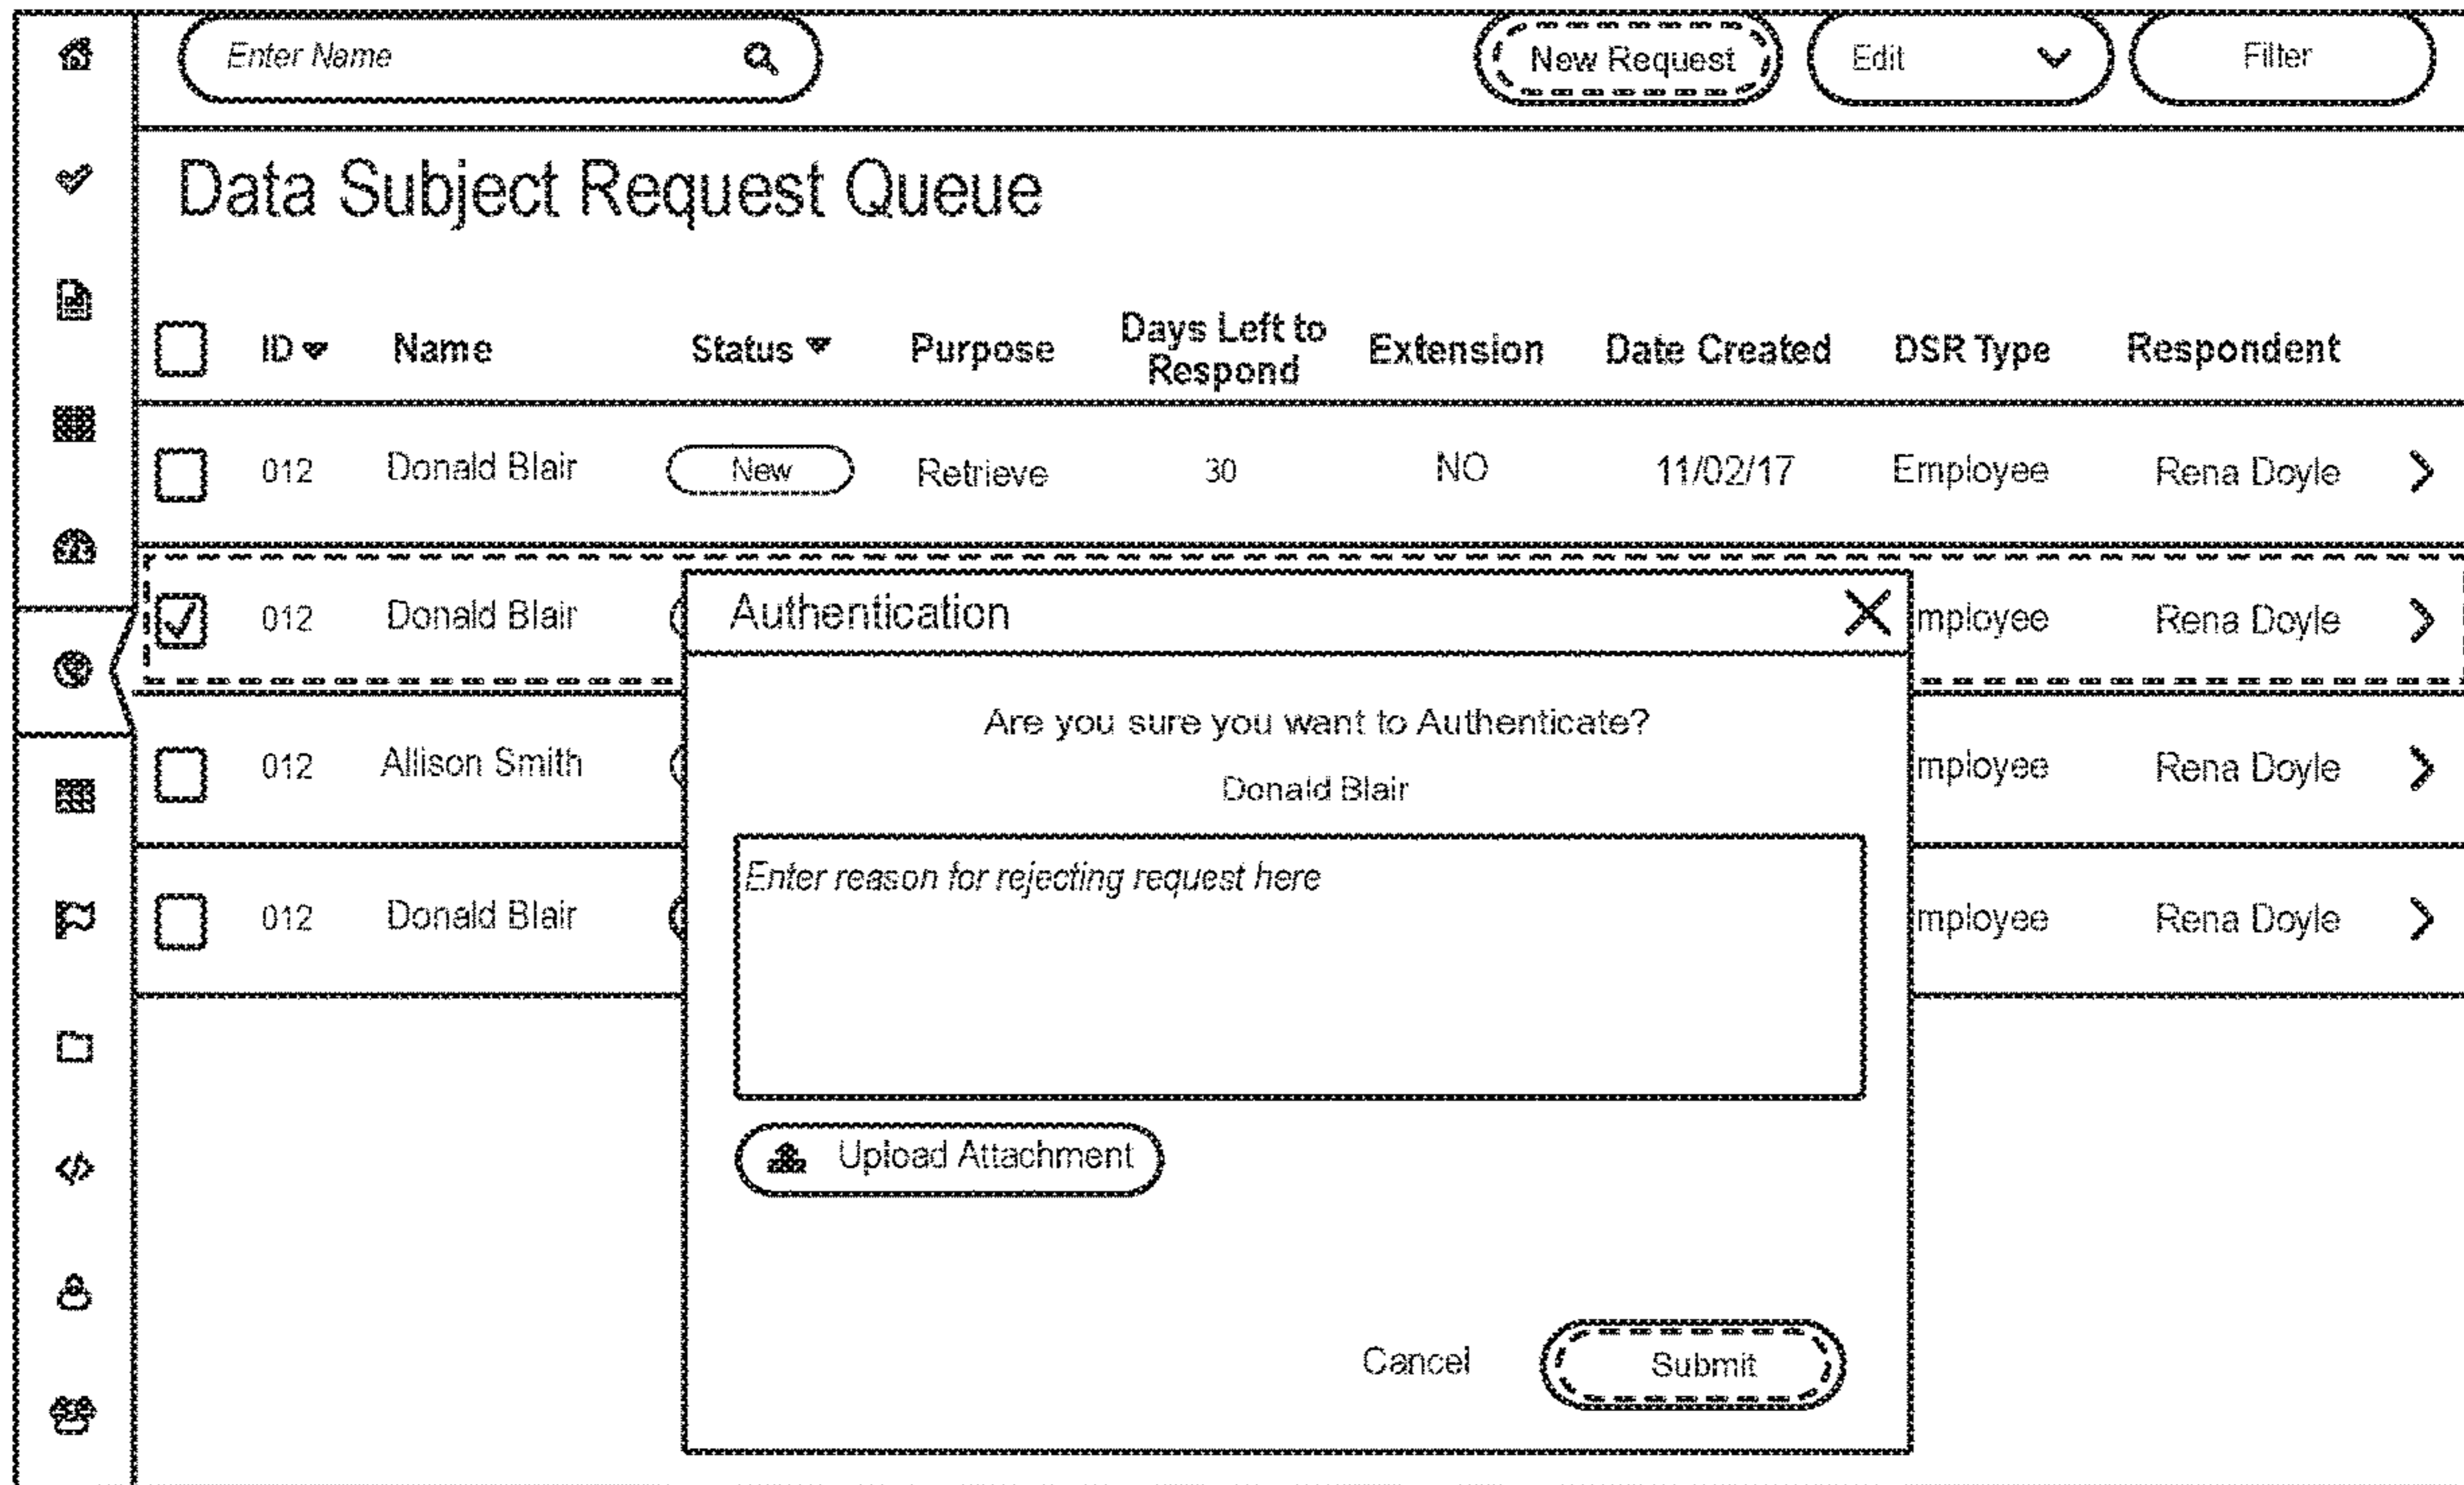 Enter Name New Request Edit Filter
Data Subject Request Queue
ID Name Status Purpose Days Left to Respond Extension Date Created DSR Type Respondent
012 Donald Blair New Retrieve 30 NO 11/02/17 Employee Rena Doyle
012 Donald Blair mployee Rena Doyle
Authentication
Are you sure you want to Authenticate?
Donald Blair
012 Allison Smith mployee Rena Doyle
Enter reason for rejecting request here
012 Donald Blair mployee Rena Doyle
Upload Attachment
Cancel Submit